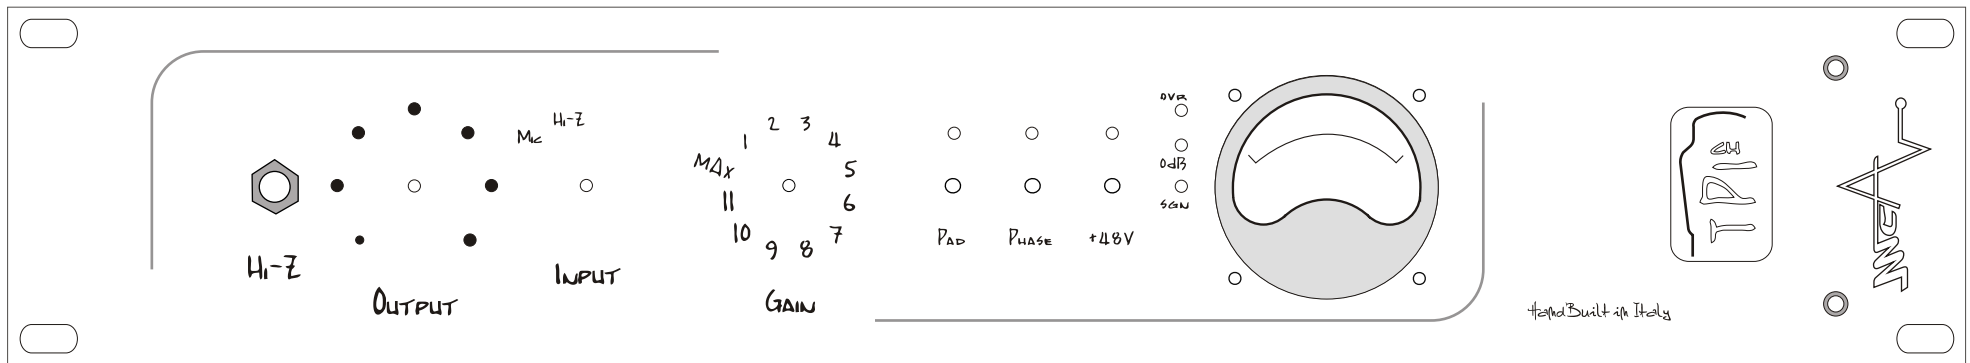 Hi-Z
Output
Mic
Hi-Z
Input
MAX
1
2
3
4
5
6
7
8
9
10
11
Gain
Pad
Phase
+48V
OVR
0dB
SGN
HandBuilt in Italy